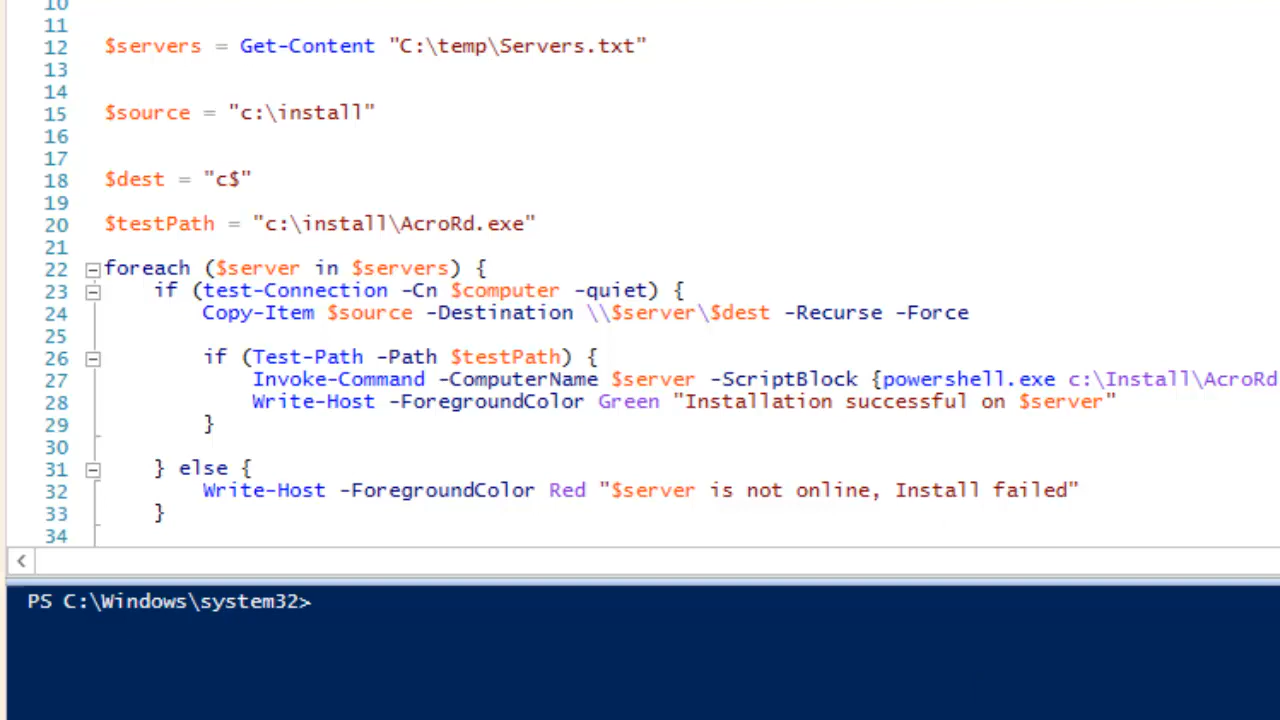 10
11
12 $servers = Get-Content "C:\temp\Servers.txt"
13
14
15 $source = "c:\install"
16
17
18 $dest = "c$"
19
20 $testPath = "c:\install\AcroRd.exe"
21
22 foreach ($server in $servers) {
23 if (test-Connection -Cn $computer -quiet) {
24 Copy-Item $source -Destination \\$server\$dest -Recurse -Force
25
26 if (Test-Path -Path $testPath) {
27 Invoke-Command -ComputerName $server -ScriptBlock {powershell.exe c:\Install\AcroRd
28 Write-Host -ForegroundColor Green "Installation successful on $server"
29 }
30
31 } else {
32 Write-Host -ForegroundColor Red "$server is not online, Install failed"
33 }
34
PS C:\Windows\system32>